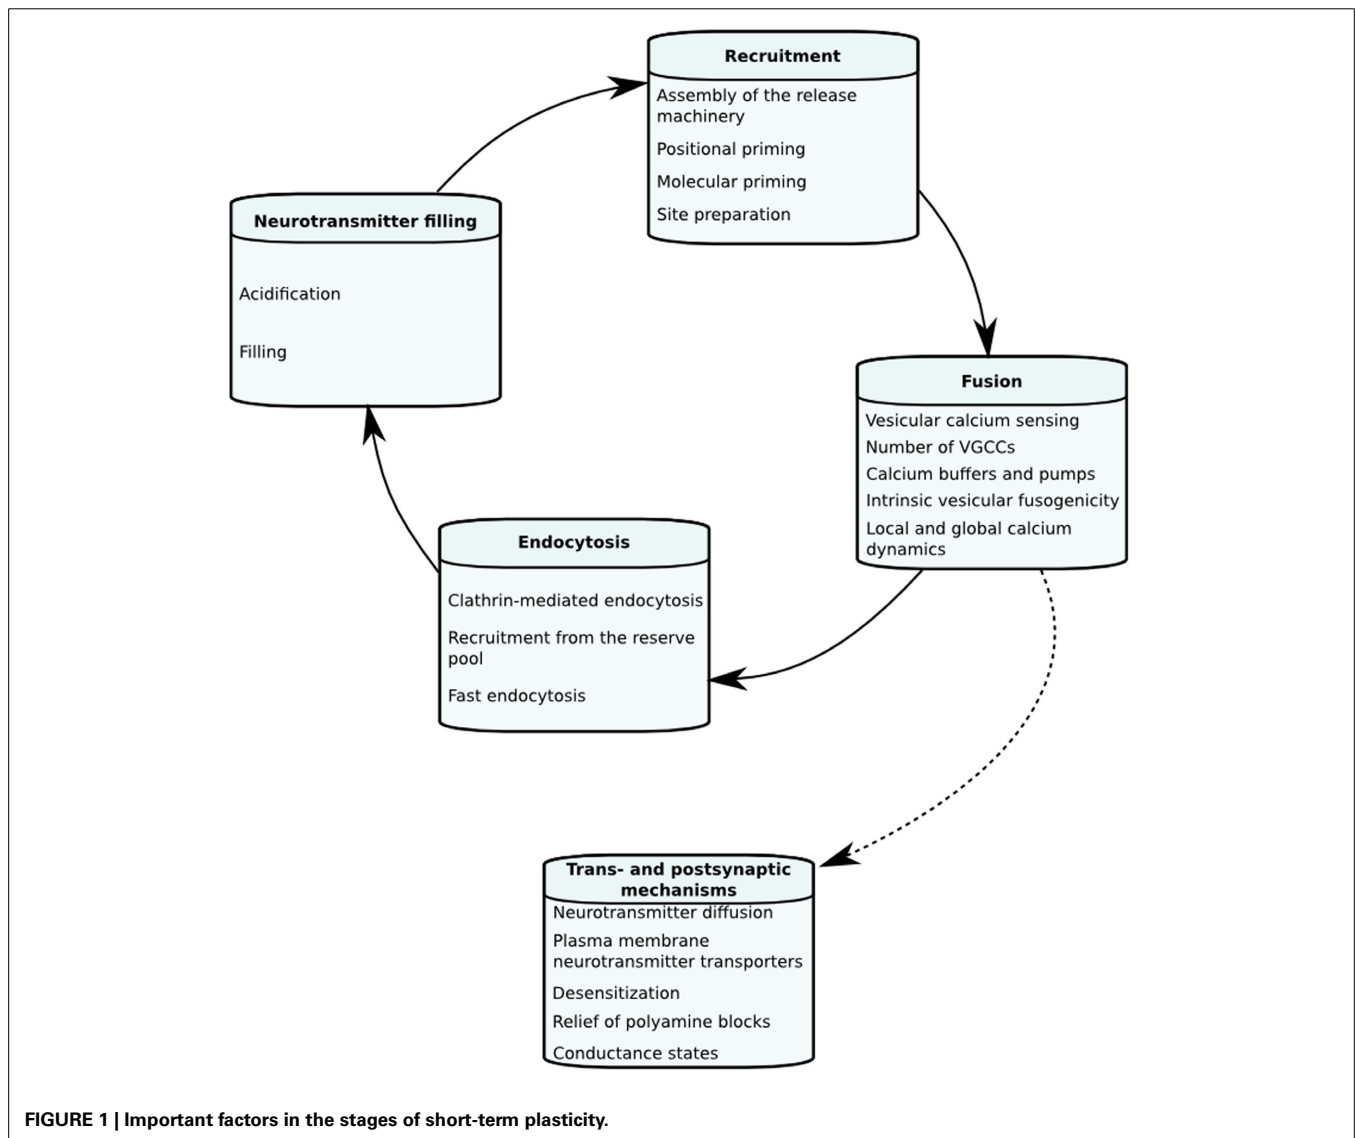 Recruitment
Assembly of the release
machinery
Positional priming
Molecular priming
Site preparation
Neurotransmitter filling
Acidification
Filling
Fusion
Vesicular calcium sensing
Number of VGCCs
Calcium buffers and pumps
Intrinsic vesicular fusogenicity
Local and global calcium
dynamics
Endocytosis
Clathrin-mediated endocytosis
Recruitment from the reserve
pool
Fast endocytosis
Trans- and postsynaptic
mechanisms
Neurotransmitter diffusion
Plasma membrane
neurotransmitter transporters
Desensitization
Relief of polyamine blocks
Conductance states
FIGURE 1 | Important factors in the stages of short-term plasticity.